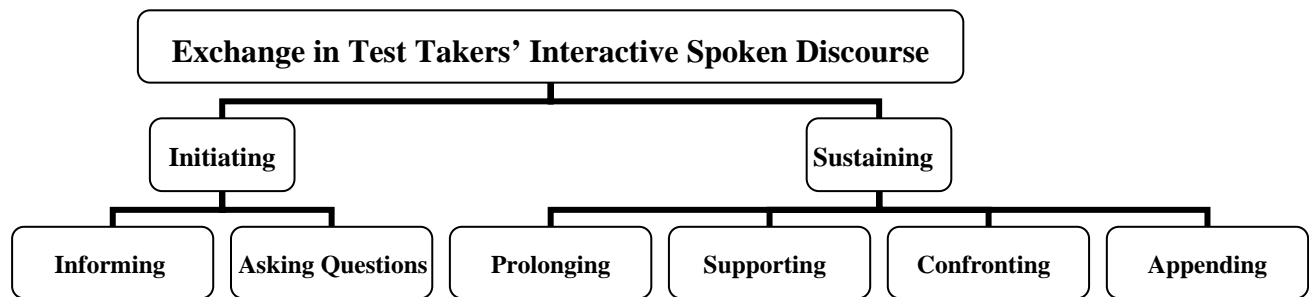 Exchange in Test Takers’ Interactive Spoken Discourse
Initiating
Sustaining
Informing
Asking Questions
Prolonging
Supporting
Confronting
Appending